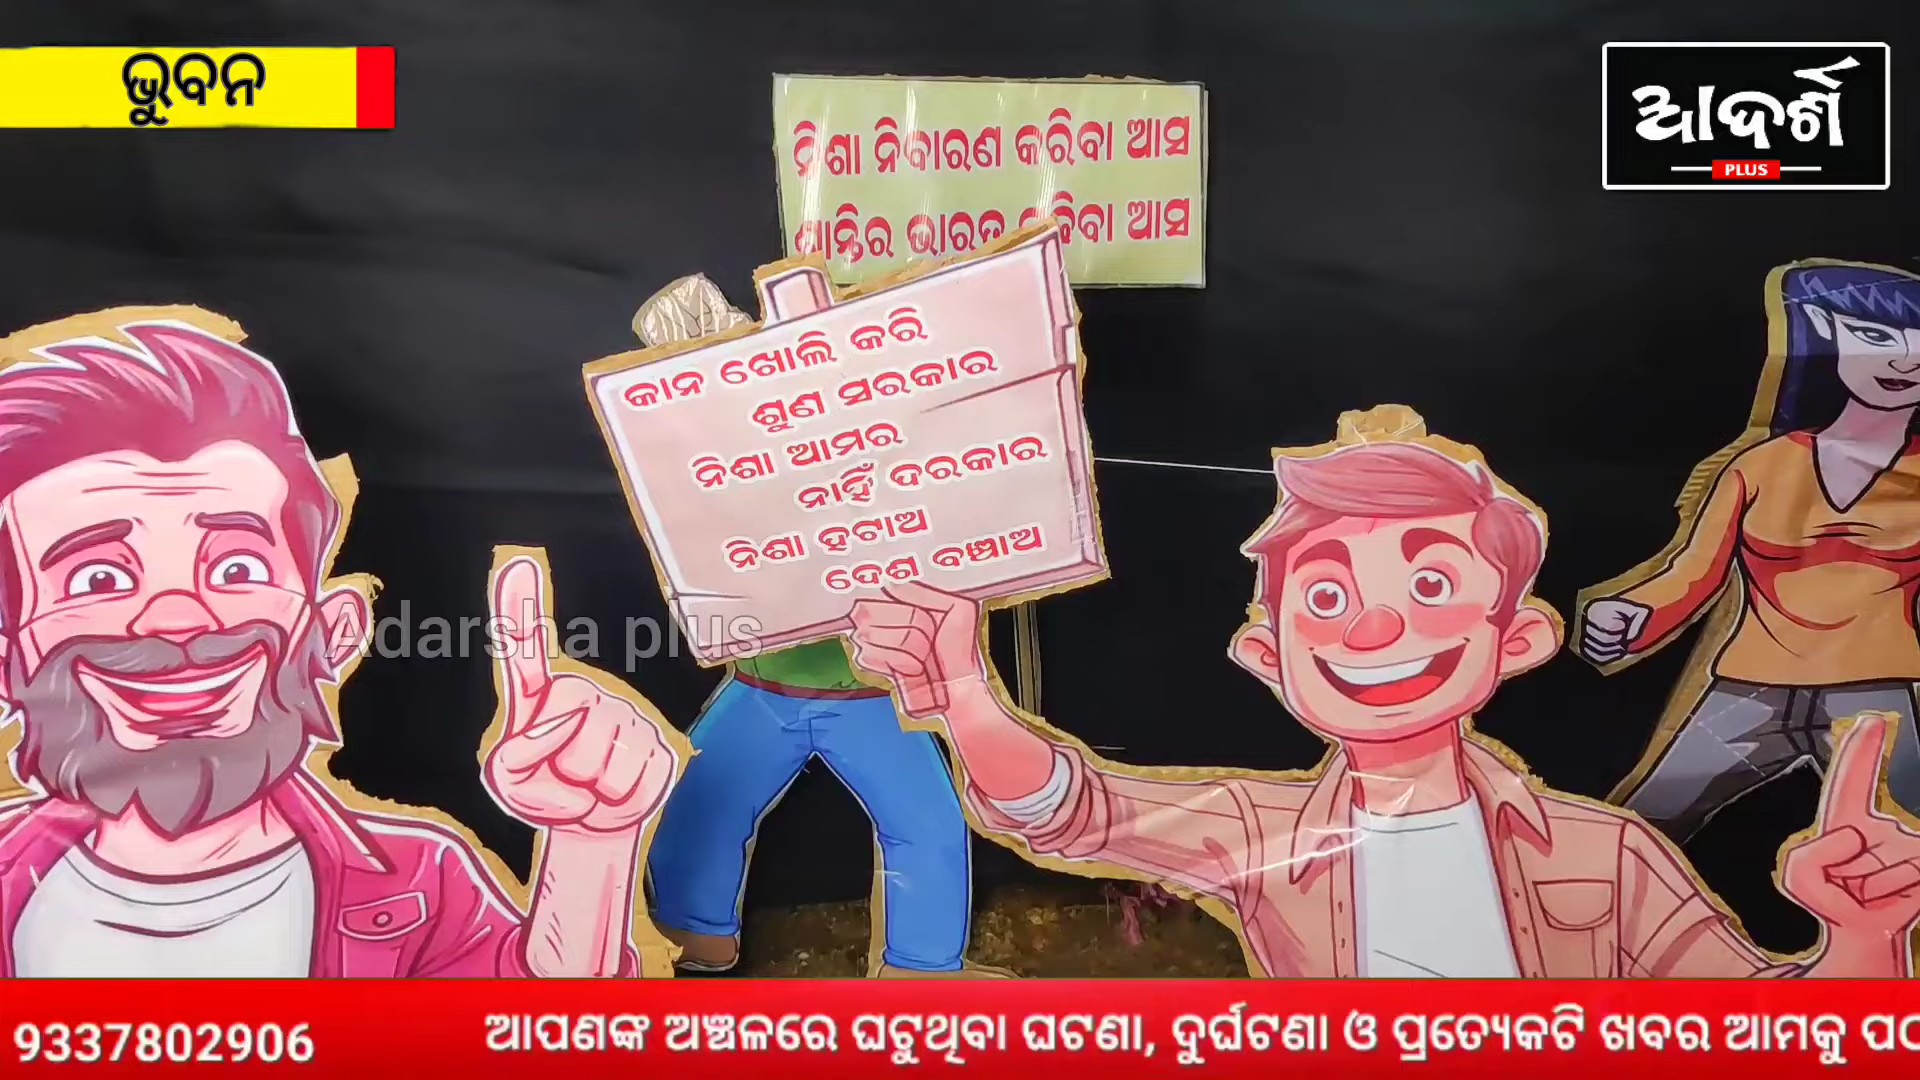 ଭୁବନ
ଆଦର୍ଶ
PLUS
ନିଶା ନିବାରଣ କରିବା ଆସ
ଶାନ୍ତିର ଭାରତ ଆସ
କାନ ଖୋଲି କରି
ଶୁଣ ସରକାର
ନିଶା ଆମର
ନାହିଁ ଦରକାର
ନିଶା ହଟାଅ
ଦେଶ ବଞ୍ଚାଅ
Adarsha plus
9337802906
ଆପଣଙ୍କ ଅଞ୍ଚଳରେ ଘଟୁଥିବା ଘଟଣା, ଦୁର୍ଘଟଣା ଓ ପ୍ରତ୍ୟେକଟି ଖବର ଆମକୁ